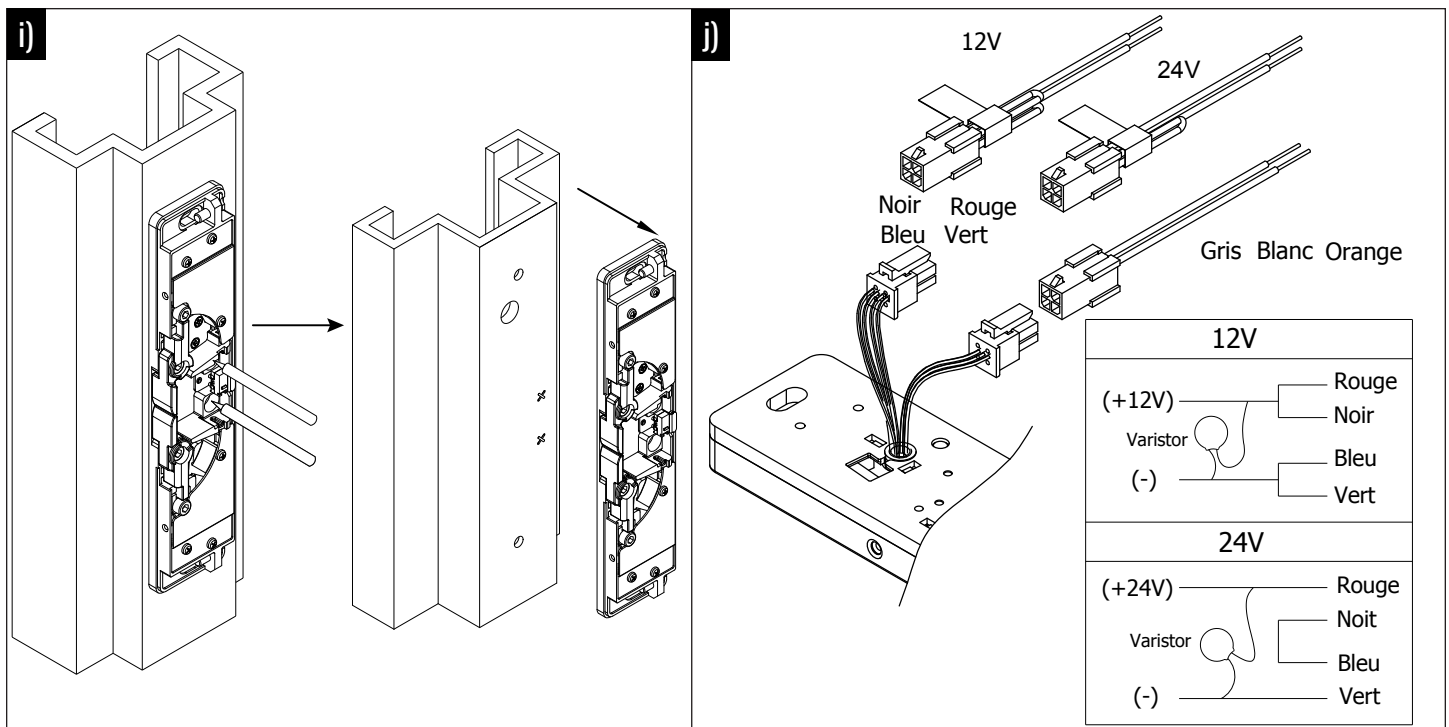 i)
j)
12V
24V
Noir Rouge
Bleu Vert
Gris Blanc Orange
12V
(+12V)
Rouge
Noir
Varistor
Bleu
(-)
Vert
24V
(+24V)
Rouge
Noit
Varistor
Bleu
(-)
Vert